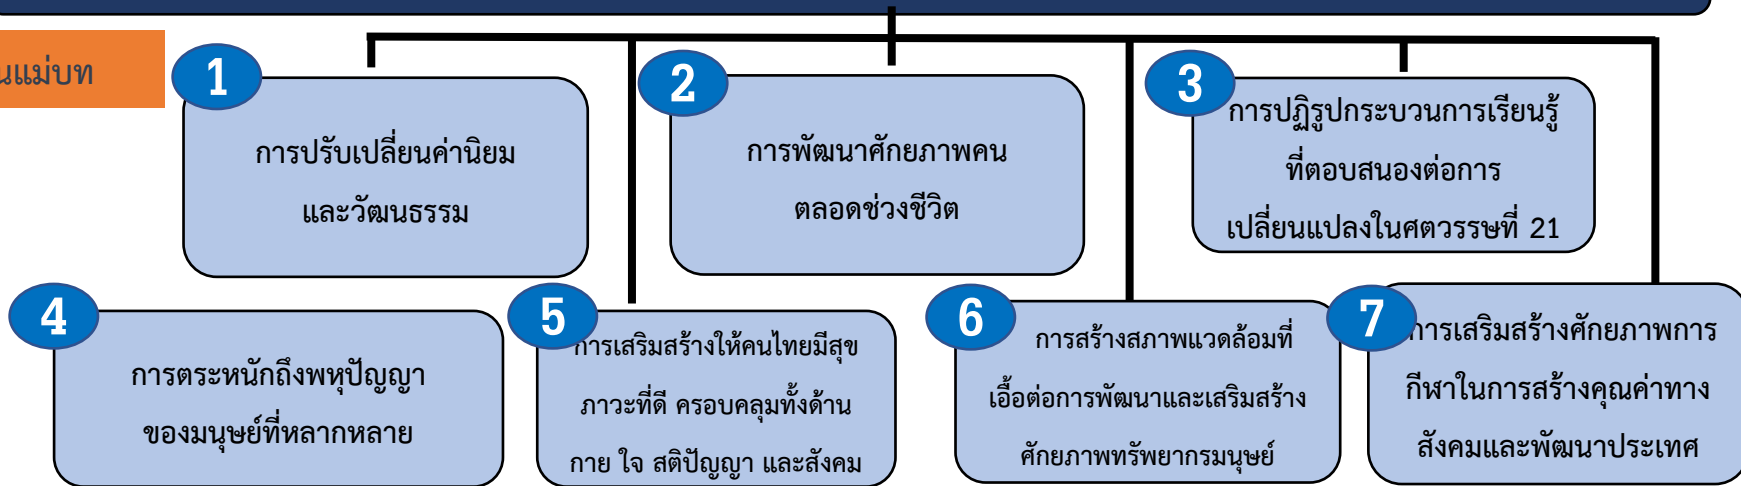 นแม่บท
1
การปรับเปลี่ยนค่านิยม
และวัฒนธรรม
2
การพัฒนาศักยภาพคน
ตลอดช่วงชีวิต
3
การปฏิรูปกระบวนการเรียนรู้
ที่ตอบสนองต่อการ
เปลี่ยนแปลงในศตวรรษที่ 21
4
การตระหนักถึงพหุปัญญา
ของมนุษย์ที่หลากหลาย
5
การเสริมสร้างให้คนไทยมีสุข
ภาวะที่ดี ครอบคลุมทั้งด้าน
กาย ใจ สติปัญญา และสังคม
6
การสร้างสภาพแวดล้อมที่
เอื้อต่อการพัฒนาและเสริมสร้าง
ศักยภาพทรัพยากรมนุษย์
7
การเสริมสร้างศักยภาพการ
กีฬาในการสร้างคุณค่าทาง
สังคมและพัฒนาประเทศ